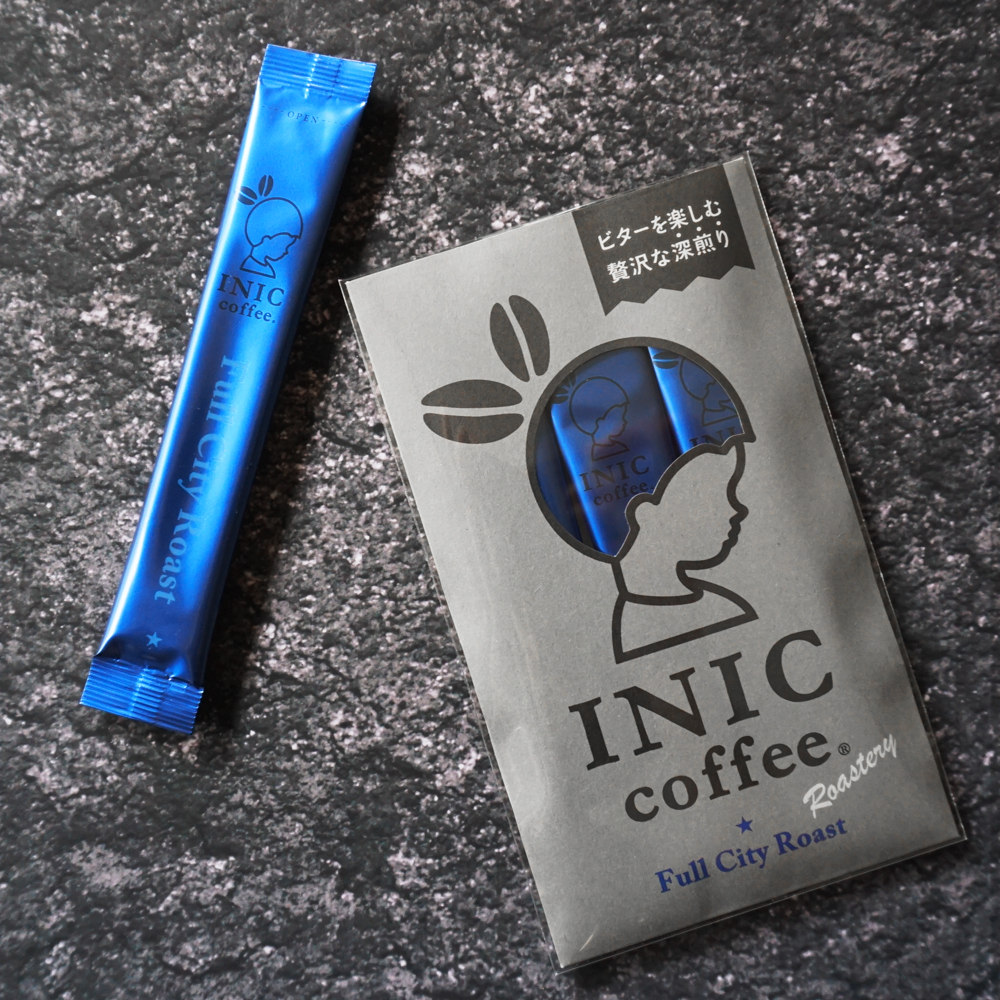 OPEN
INIC
coffee.
Full City Roast
ビターを楽しむ
贅沢な深煎り
INIC
coffee
INIC
INIC
coffee®
Roastery
Full City Roast